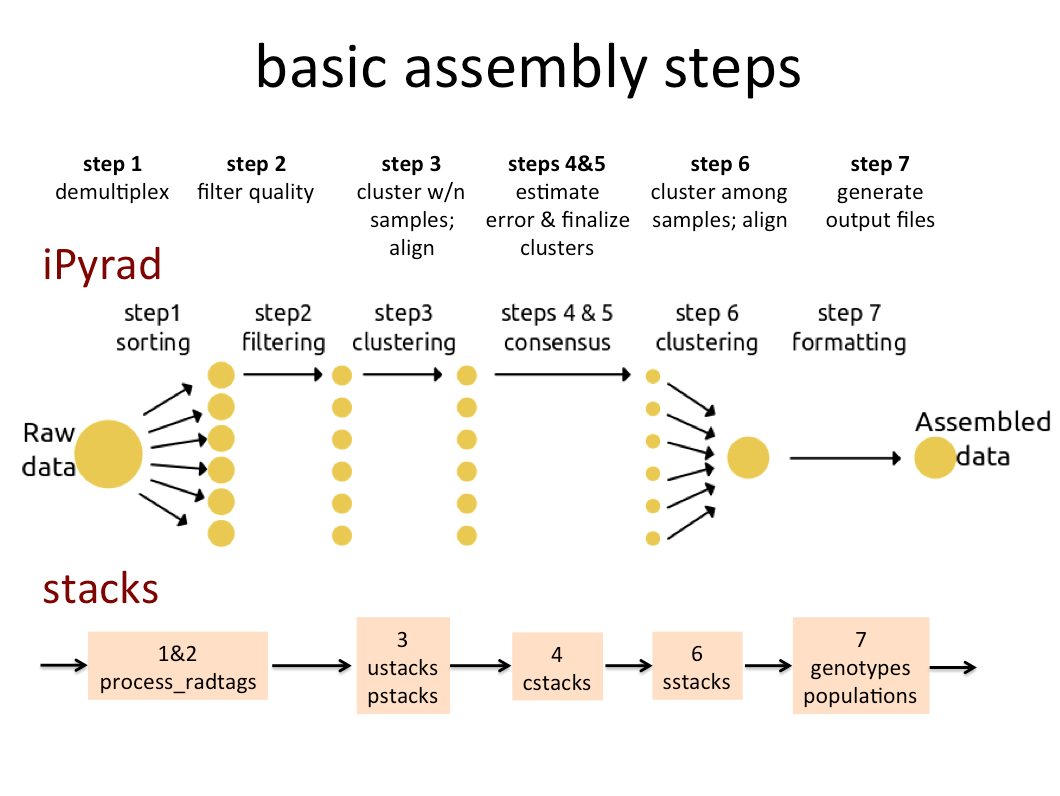 basic assembly steps
step 1
demultiplex
step 2
filter quality
step 3
cluster w/n
samples;
align
steps 4&5
estimate
error & finalize
clusters
step 6
cluster among
samples; align
step 7
generate
output files
iPyrad
step1
sorting
step2
filtering
step3
clustering
steps 4 & 5
consensus
step 6
clustering
step 7
formatting
Raw
data
Assembled
data
stacks
1&2
process_radtags
3
ustacks
pstacks
4
cstacks
6
sstacks
7
genotypes
populations